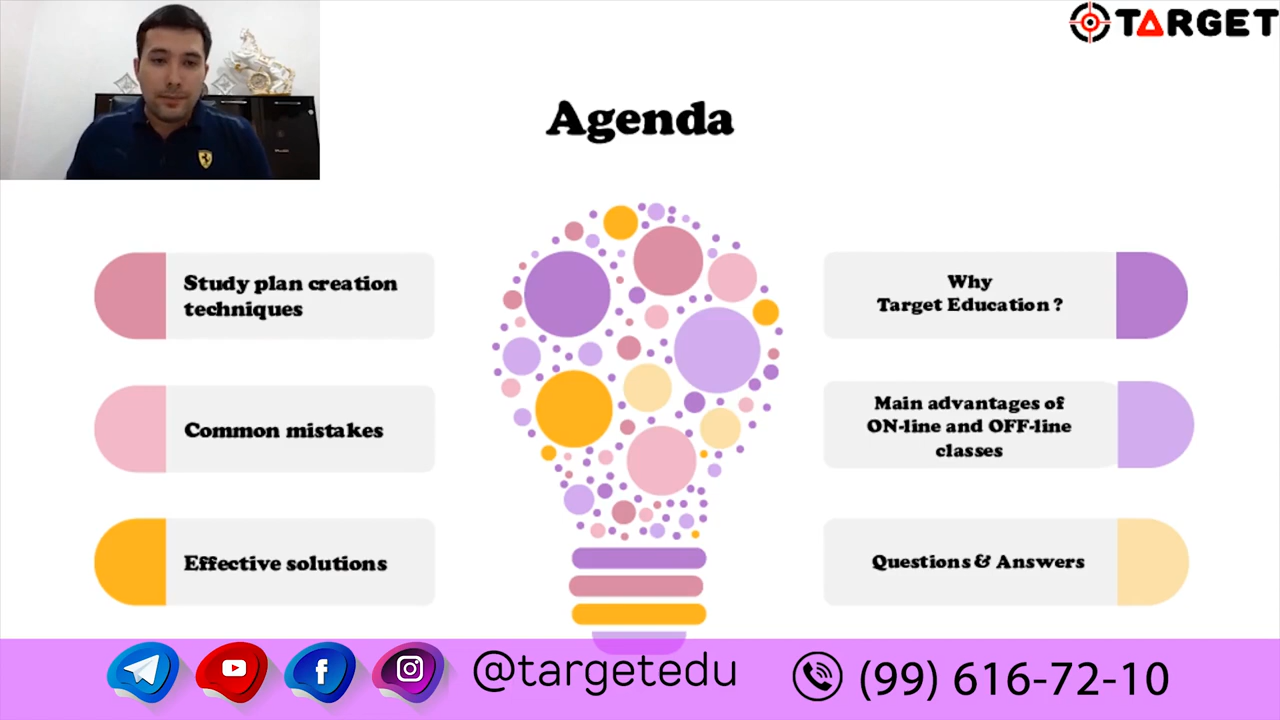 TARGET
Agenda
Study plan creation
techniques
Common mistakes
Effective solutions
Why
Target Education ?
Main advantages of
ON-line and OFF-line
classes
Questions & Answers
@targetedu
(99) 616-72-10